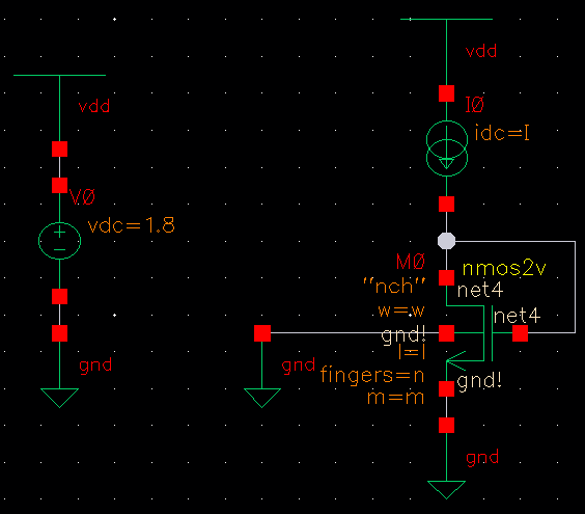 vdd
vdd
I0
idc=I
V0
vdc=1.8
+
−
M0
nmos2v
"nch"
net4
w=w
net4
gnd!
l=l
gnd
gnd
fingers=n
gnd!
m=m
gnd